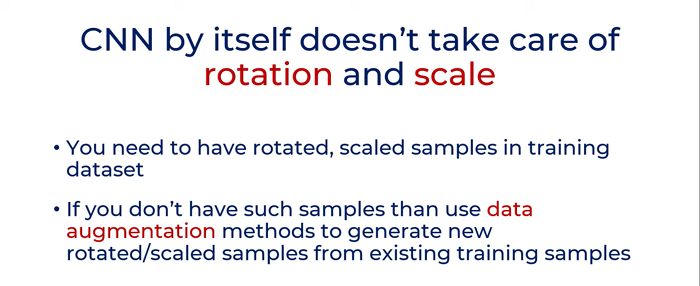 CNN by itself doesn't take care of
rotation and scale
• You need to have rotated, scaled samples in training
dataset
• If you don't have such samples than use data
augmentation methods to generate new
rotated/scaled samples from existing training samples